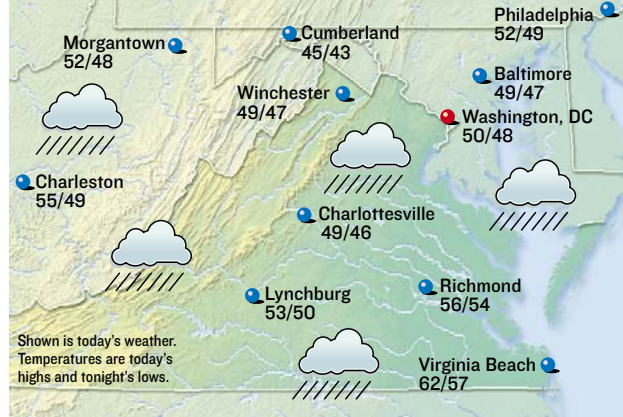 Philadelphia
52/49
Cumberland
45/43
Morgantown
52/48
Baltimore
49/47
Winchester
49/47
Washington, DC
50/48
Charleston
55/49
Charlottesville
49/46
Richmond
56/54
Lynchburg
53/50
Shown is today's weather.
Temperatures are today's
highs and tonight's lows.
Virginia Beach
62/57